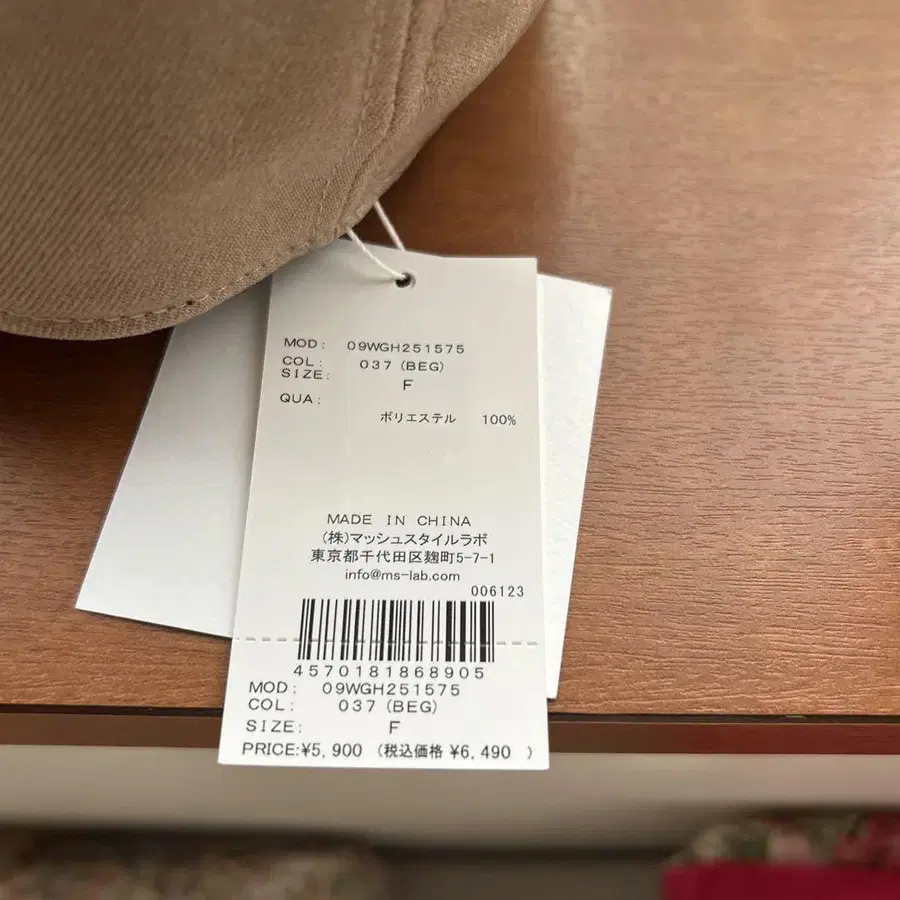 MOD: 09WGH251575
COL: 037 (BEG)
SIZE: F
QUA:
ポリエステル 100%
MADE IN CHINA
(株)マッシュスタイルラボ
東京都千代田区麹町5-7-1
info@ms-lab.com
006123
4570181868905
MOD: 09WGH251575
COL: 037 (BEG)
SIZE: F
PRICE:¥5,900 (税込価格 ¥6,490 )